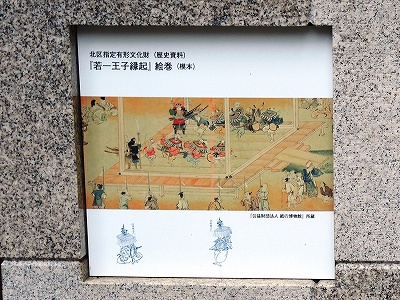 北区指定有形文化財（歴史資料）
『若一王子縁起』絵巻（模本）
『公益財団法人 紙の博物館』所蔵